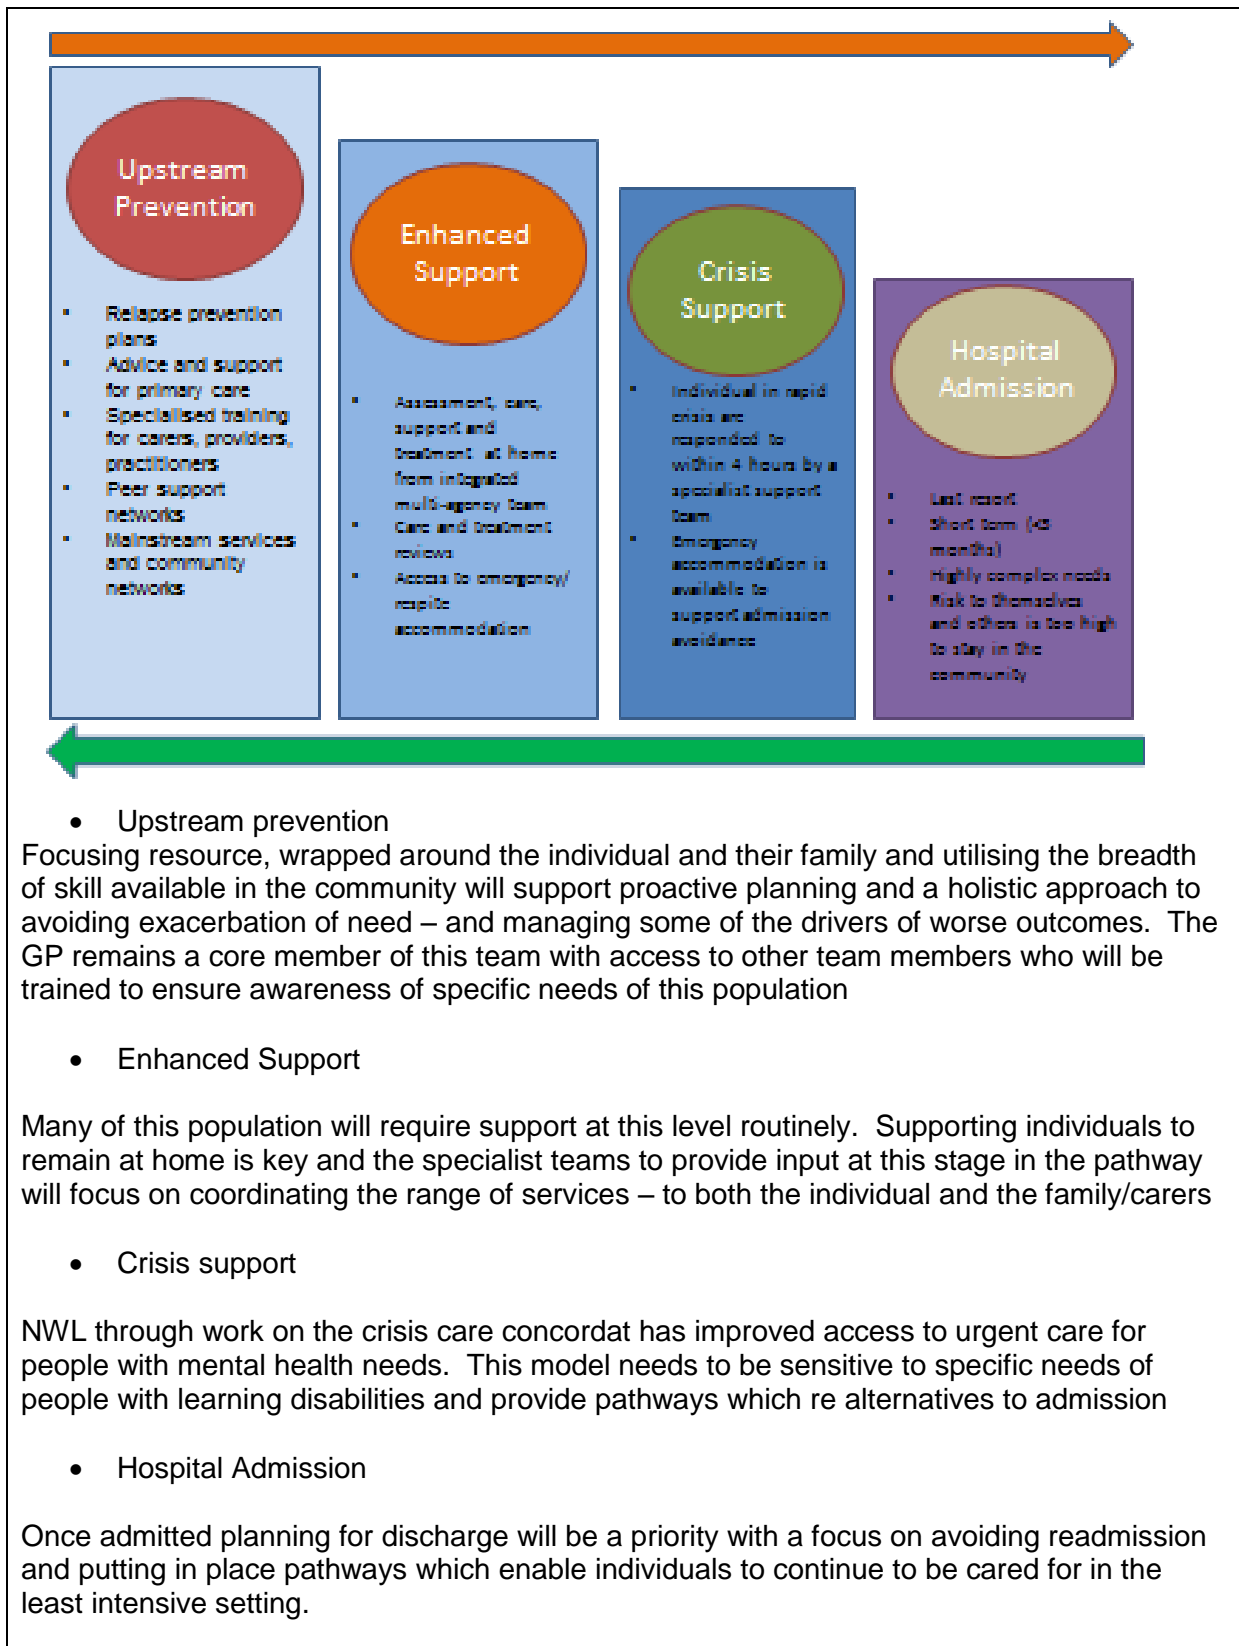 Upstream
Prevention
▪ Relapse prevention
plans
▪ Advice and support
for primary care
▪ Specialised training
for carers, providers,
practitioners
▪ Peer support
networks
▪ Mainstream services
and community
networks
Enhanced
Support
▪ Assessment, care,
support and
treatment at home
from integrated
multi-agency team
▪ Care and treatment
reviews
▪ Access to emergency/
respite
accommodation
Crisis
Support
▪ Individual in rapid
crisis are
responded to
within 4 hours by a
specialist support
team
▪ Emergency
accommodation is
available to
support admission
avoidance
Hospital
Admission
▪ Last resort
▪ Short term
months)
▪ Highly complex needs
▪ Risk to themselves
and others is too high
to stay in the
community
• Upstream prevention
Focusing resource, wrapped around the individual and their family and utilising the breadth
of skill available in the community will support proactive planning and a holistic approach to
avoiding exacerbation of need – and managing some of the drivers of worse outcomes. The
GP remains a core member of this team with access to other team members who will be
trained to ensure awareness of specific needs of this population
• Enhanced Support
Many of this population will require support at this level routinely. Supporting individuals to
remain at home is key and the specialist teams to provide input at this stage in the pathway
will focus on coordinating the range of services – to both the individual and the family/carers
• Crisis support
NWL through work on the crisis care concordat has improved access to urgent care for
people with mental health needs. This model needs to be sensitive to specific needs of
people with learning disabilities and provide pathways which re alternatives to admission
• Hospital Admission
Once admitted planning for discharge will be a priority with a focus on avoiding readmission
and putting in place pathways which enable individuals to continue to be cared for in the
least intensive setting.